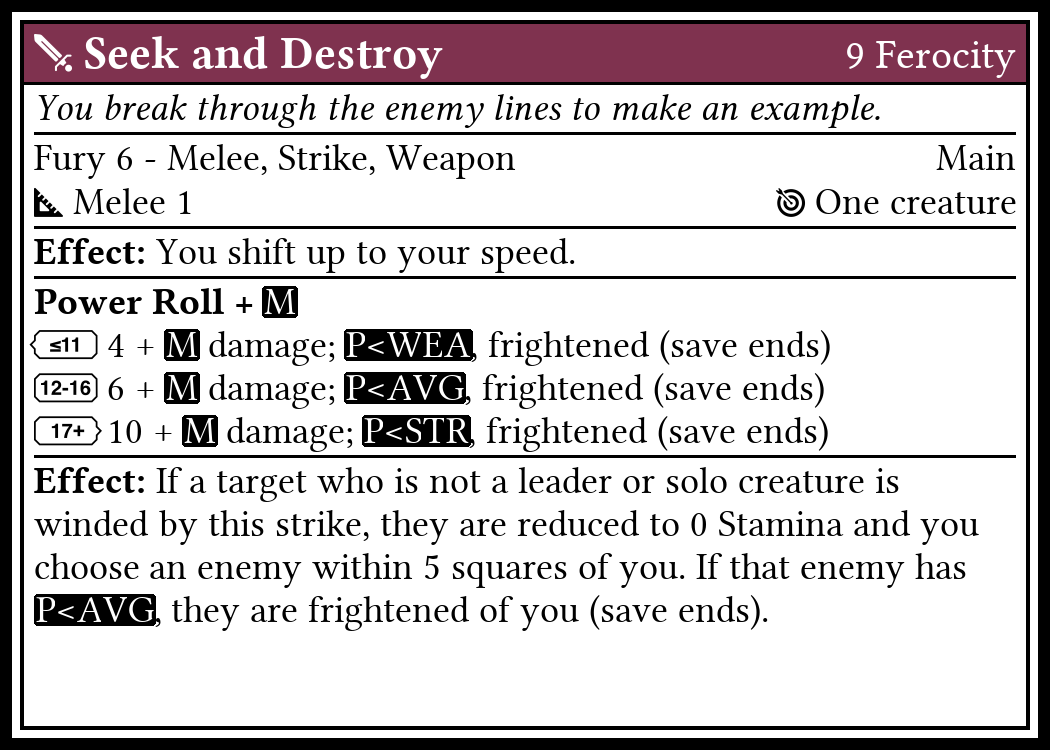 Seek and Destroy 9 Ferocity
You break through the enemy lines to make an example.
Fury 6 - Melee, Strike, Weapon Main
Melee 1 One creature
Effect: You shift up to your speed.
Power Roll + M
≤11 4 + M damage; P<WEA, frightened (save ends)
12-16 6 + M damage; P<AVG, frightened (save ends)
17+ 10 + M damage; P<STR, frightened (save ends)
Effect: If a target who is not a leader or solo creature is
winded by this strike, they are reduced to 0 Stamina and you
choose an enemy within 5 squares of you. If that enemy has
P<AVG, they are frightened of you (save ends).